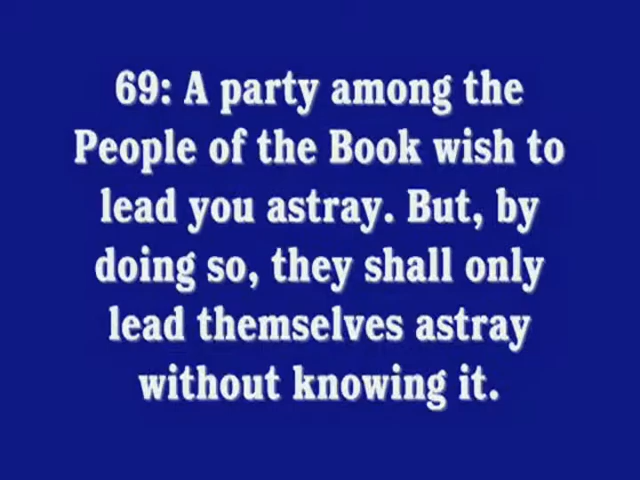 69: A party among the
People of the Book wish to
lead you astray. But, by
doing so, they shall only
lead themselves astray
without knowing it.